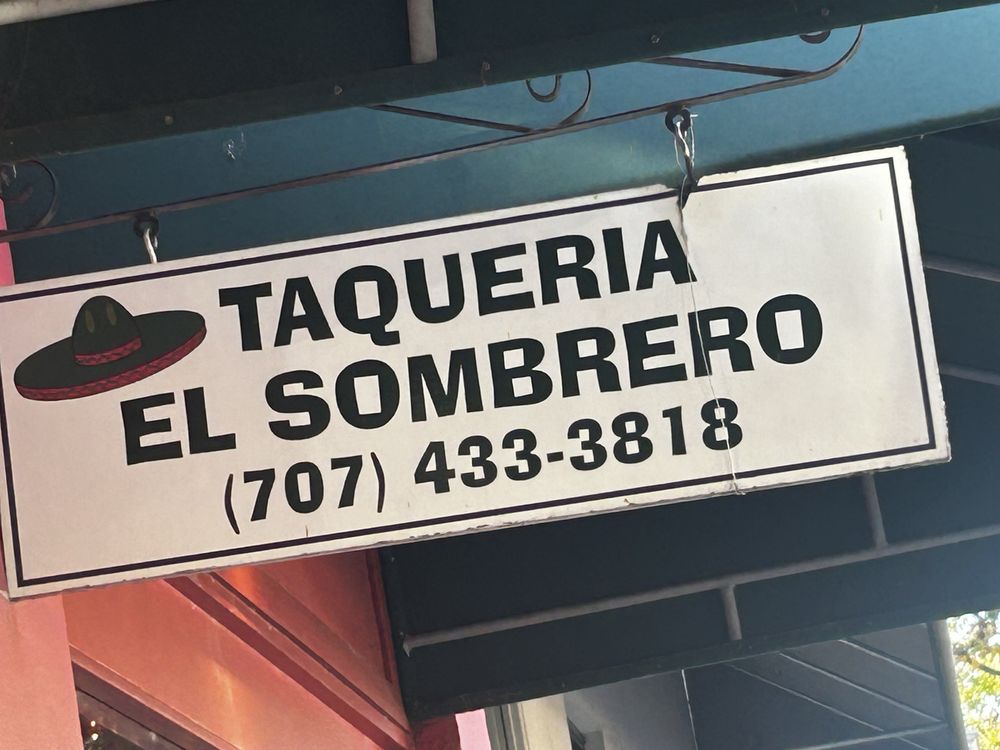 TAQUERIA
EL SOMBRERO
(707) 433-3818